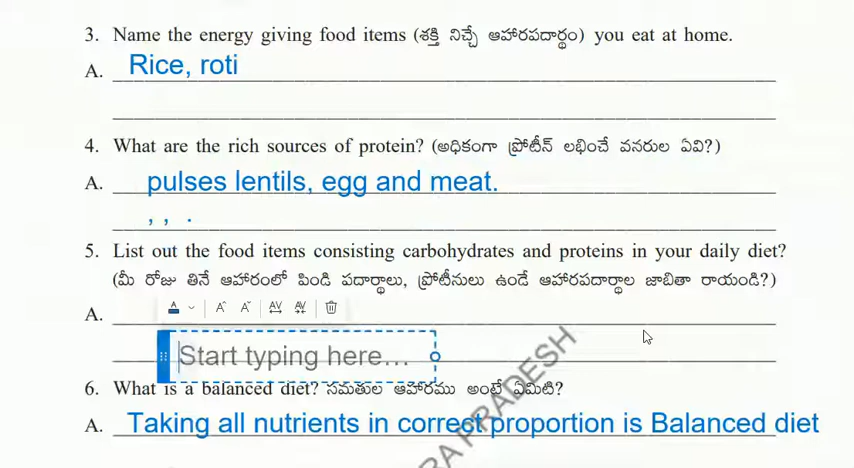 3. Name the energy giving food items (శక్తి నిచ్చే ఆహారపదార్థం) you eat at home.
A. Rice, roti
4. What are the rich sources of protein? (అధికంగా ప్రోటీన్ లభించే వనరుల ఏవి?)
A. pulses lentils, egg and meat.
, , .
5. List out the food items consisting carbohydrates and proteins in your daily diet?
(మీ రోజు తినే ఆహారంలో పిండి పదార్థాలు, ప్రోటీనులు ఉండే ఆహారపదార్థాల జాబితా రాయండి?)
A.
Start typing here...
6. What is a balanced diet? సమతుల ఆహారము అంటే ఏమిటి?
A. Taking all nutrients in correct proportion is Balanced diet
RA PRADESH